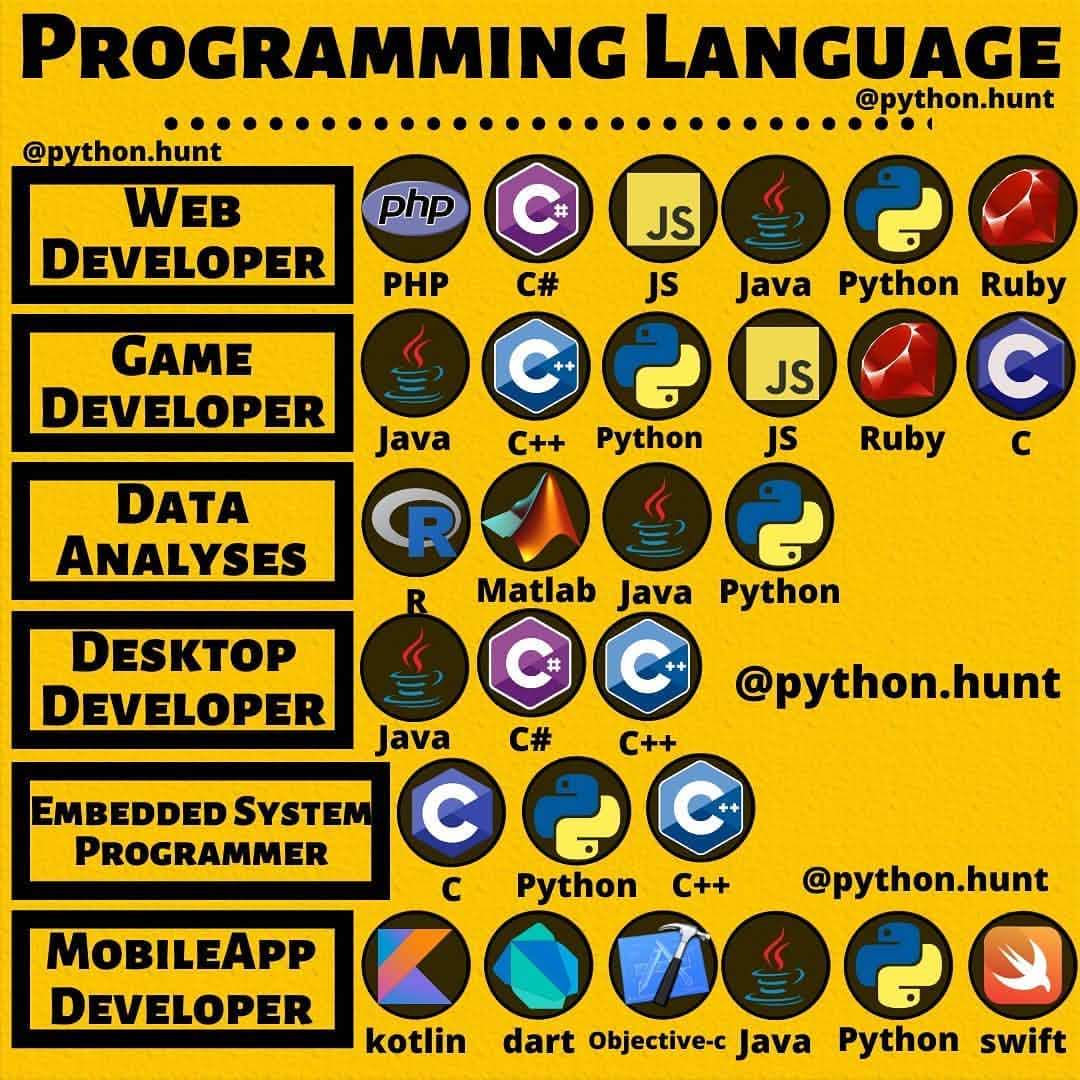 PROGRAMMING LANGUAGE
@python.hunt
@python.hunt
WEB
DEVELOPER
php
C#
JS
PHP C# JS Java Python Ruby
GAME
DEVELOPER
C++
JS
C
Java C++ Python JS Ruby C
DATA
ANALYSES
R
R Matlab Java Python
DESKTOP
DEVELOPER
C#
C++
@python.hunt
Java C# C++
EMBEDDED SYSTEM
PROGRAMMER
C
C++
C Python C++
@python.hunt
MOBILEAPP
DEVELOPER
kotlin dart Objective-c Java Python swift